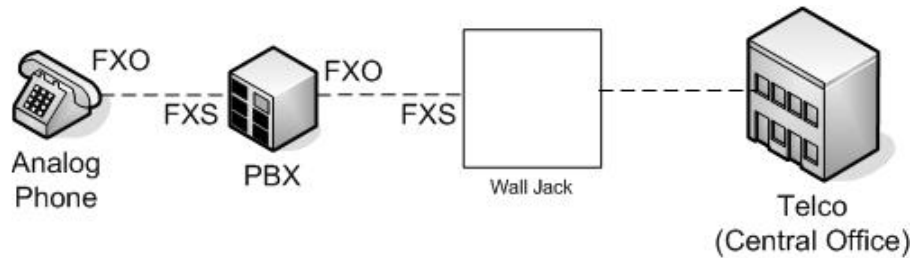 FXO
FXS
Analog
Phone
PBX
FXO
FXS
Wall Jack
Telco
(Central Office)